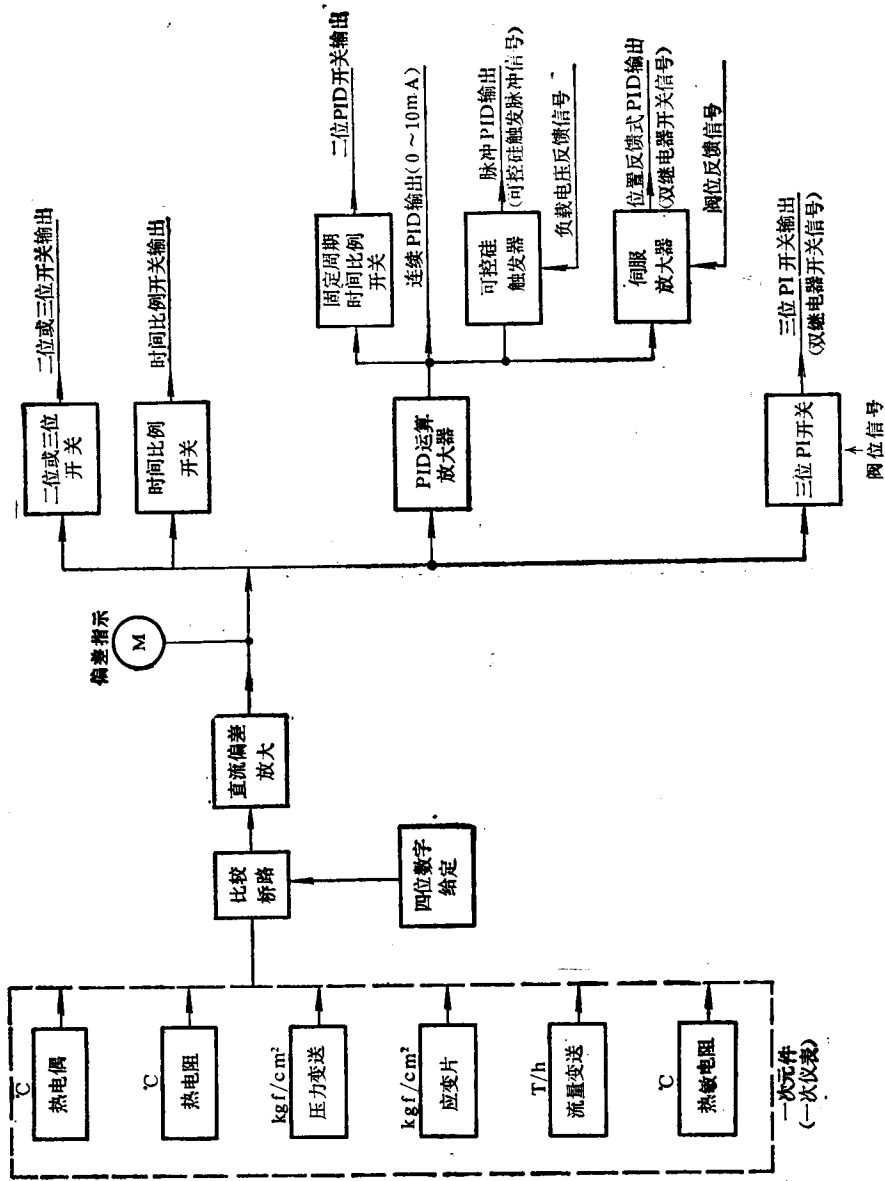 ℃
热电偶
℃
热电阻
kgf/cm²
压力变送
kgf/cm²
应变片
T/h
流量变送
℃
热敏电阻
一次元件
(一次仪表)
比较
桥路
四位数字
给定
直流偏差
放大
偏差指示
M
二位或三位
开关
二位或三位开关输出
时间比例
开关
时间比例开关输出
PID运算
放大器
固定周期
时间比例
开关
二位PID开关输出
连续PID输出(0～10mA)
可控硅
触发器
脉冲PID输出
(可控硅触发脉冲信号)
负载电压反馈信号
伺服
放大器
位置反馈式PID输出
(双继电器开关信号)
阀位反馈信号
三位PI开关
三位PI开关输出
(双继电器开关信号)
阀位信号